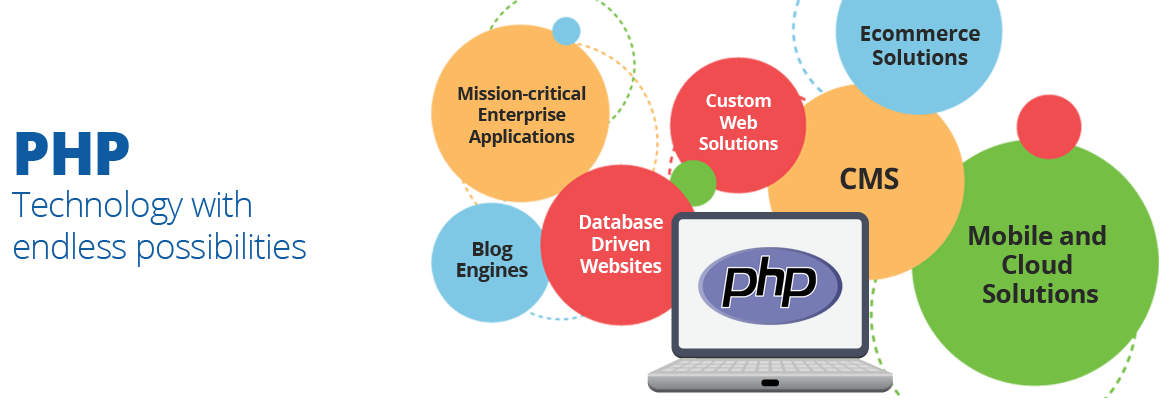 PHP
Technology with
endless possibilities
Mission-critical
Enterprise
Applications
Blog
Engines
Database
Driven
Websites
Custom
Web
Solutions
CMS
Ecommerce
Solutions
Mobile and
Cloud
Solutions
php